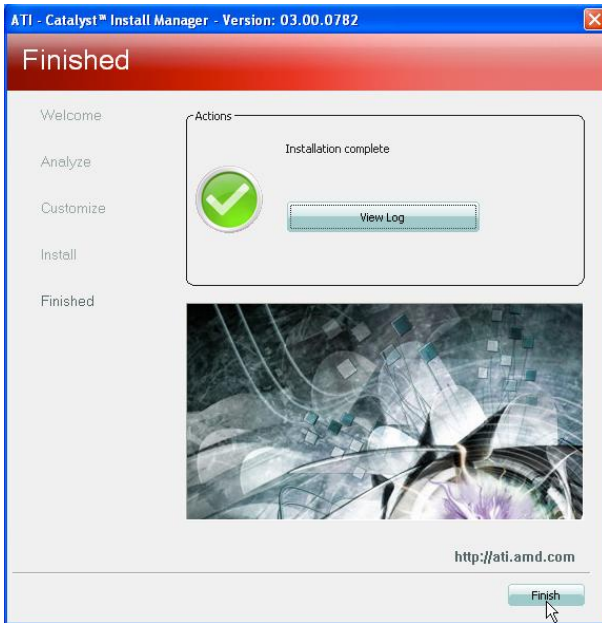 ATI - Catalyst™ Install Manager - Version: 03.00.0782
Finished
Welcome
Analyze
Customize
Install
Finished
Actions
Installation complete
View Log
http://ati.amd.com
Finish